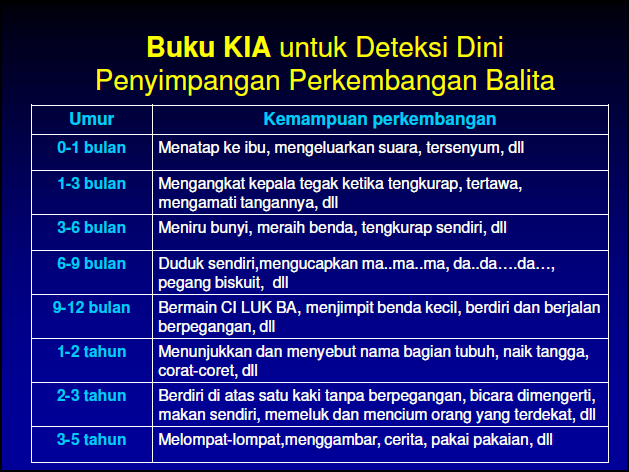 Buku KIA untuk Deteksi Dini
Penyimpangan Perkembangan Balita
Umur Kemampuan perkembangan
0-1 bulan Menatap ke ibu, mengeluarkan suara, tersenyum, dll
1-3 bulan Mengangkat kepala tegak ketika tengkurap, tertawa,
mengamati tangannya, dll
3-6 bulan Meniru bunyi, meraih benda, tengkurap sendiri, dll
6-9 bulan Duduk sendiri,mengucapkan ma..ma..ma, da..da....da...,
pegang biskuit, dll
9-12 bulan Bermain CI LUK BA, menjimpit benda kecil, berdiri dan berjalan
berpegangan, dll
1-2 tahun Menunjukkan dan menyebut nama bagian tubuh, naik tangga,
corat-coret, dll
2-3 tahun Berdiri di atas satu kaki tanpa berpegangan, bicara dimengerti,
makan sendiri, memeluk dan mencium orang yang terdekat, dll
3-5 tahun Melompat-lompat,menggambar, cerita, pakai pakaian, dll